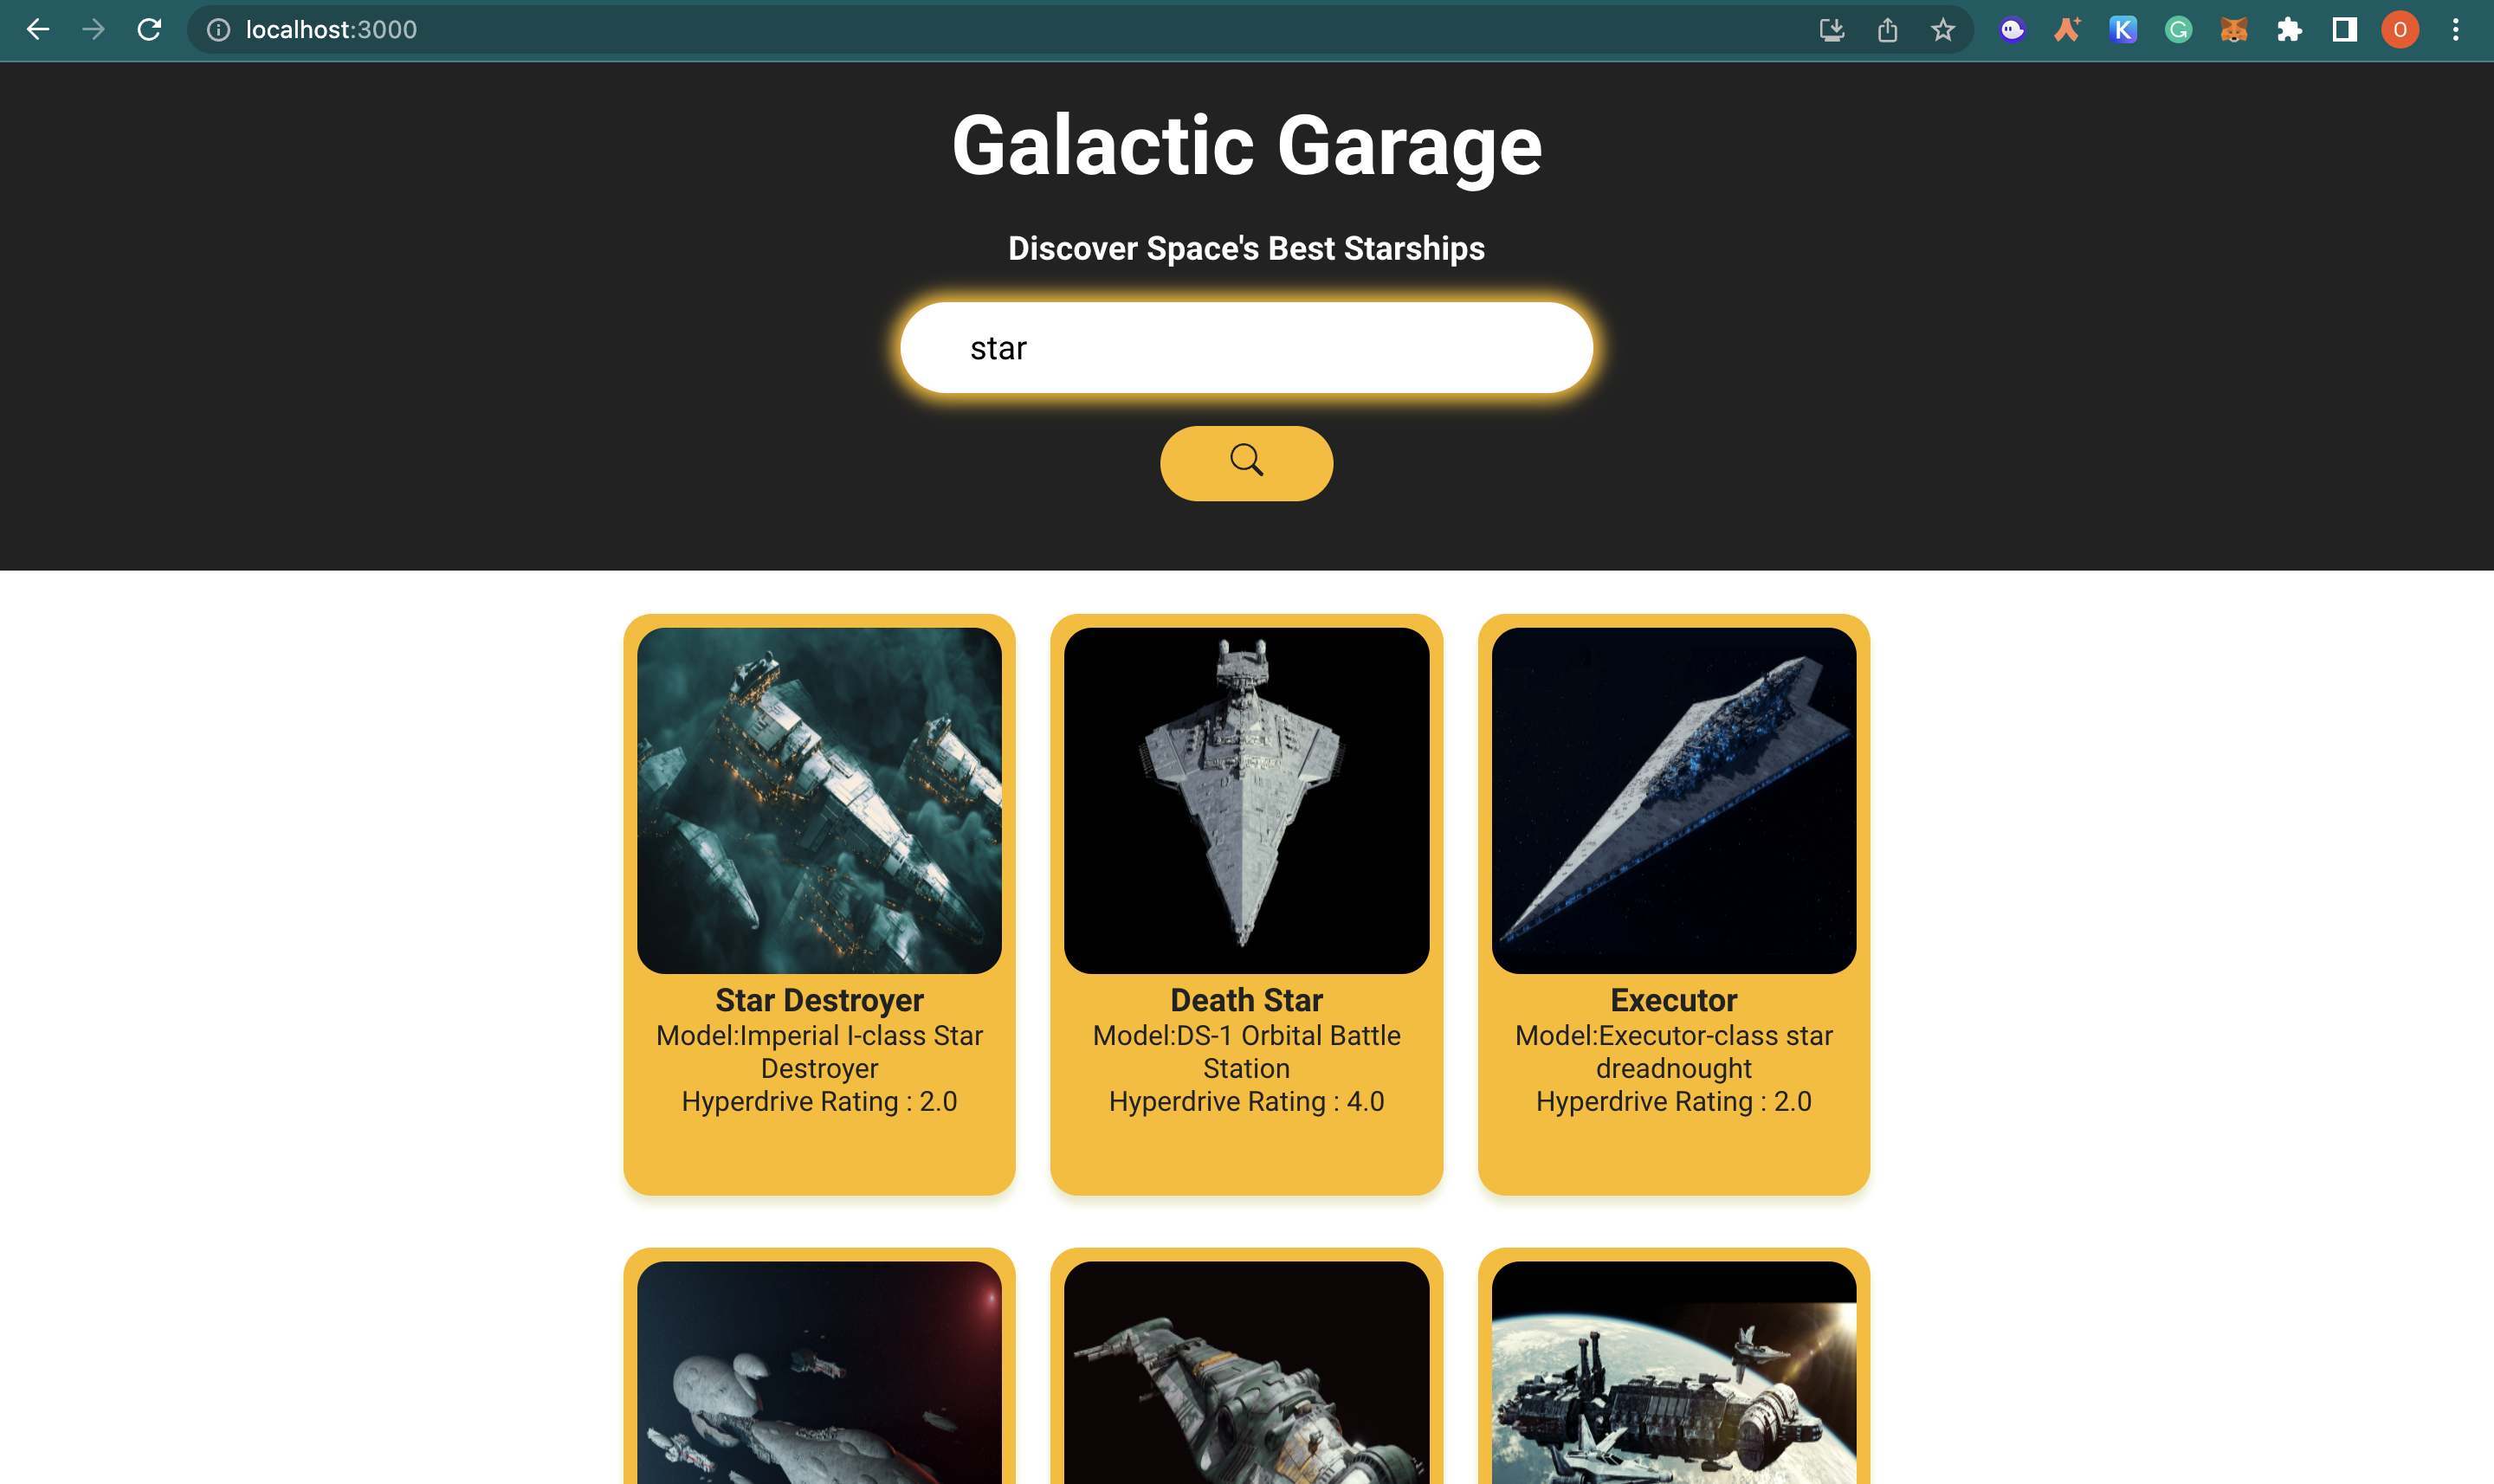 localhost:3000
K
G
O
Galactic Garage
Discover Space's Best Starships
star
Star Destroyer
Model:Imperial I-class Star
Destroyer
Hyperdrive Rating : 2.0
Death Star
Model:DS-1 Orbital Battle
Station
Hyperdrive Rating : 4.0
Executor
Model:Executor-class star
dreadnought
Hyperdrive Rating : 2.0